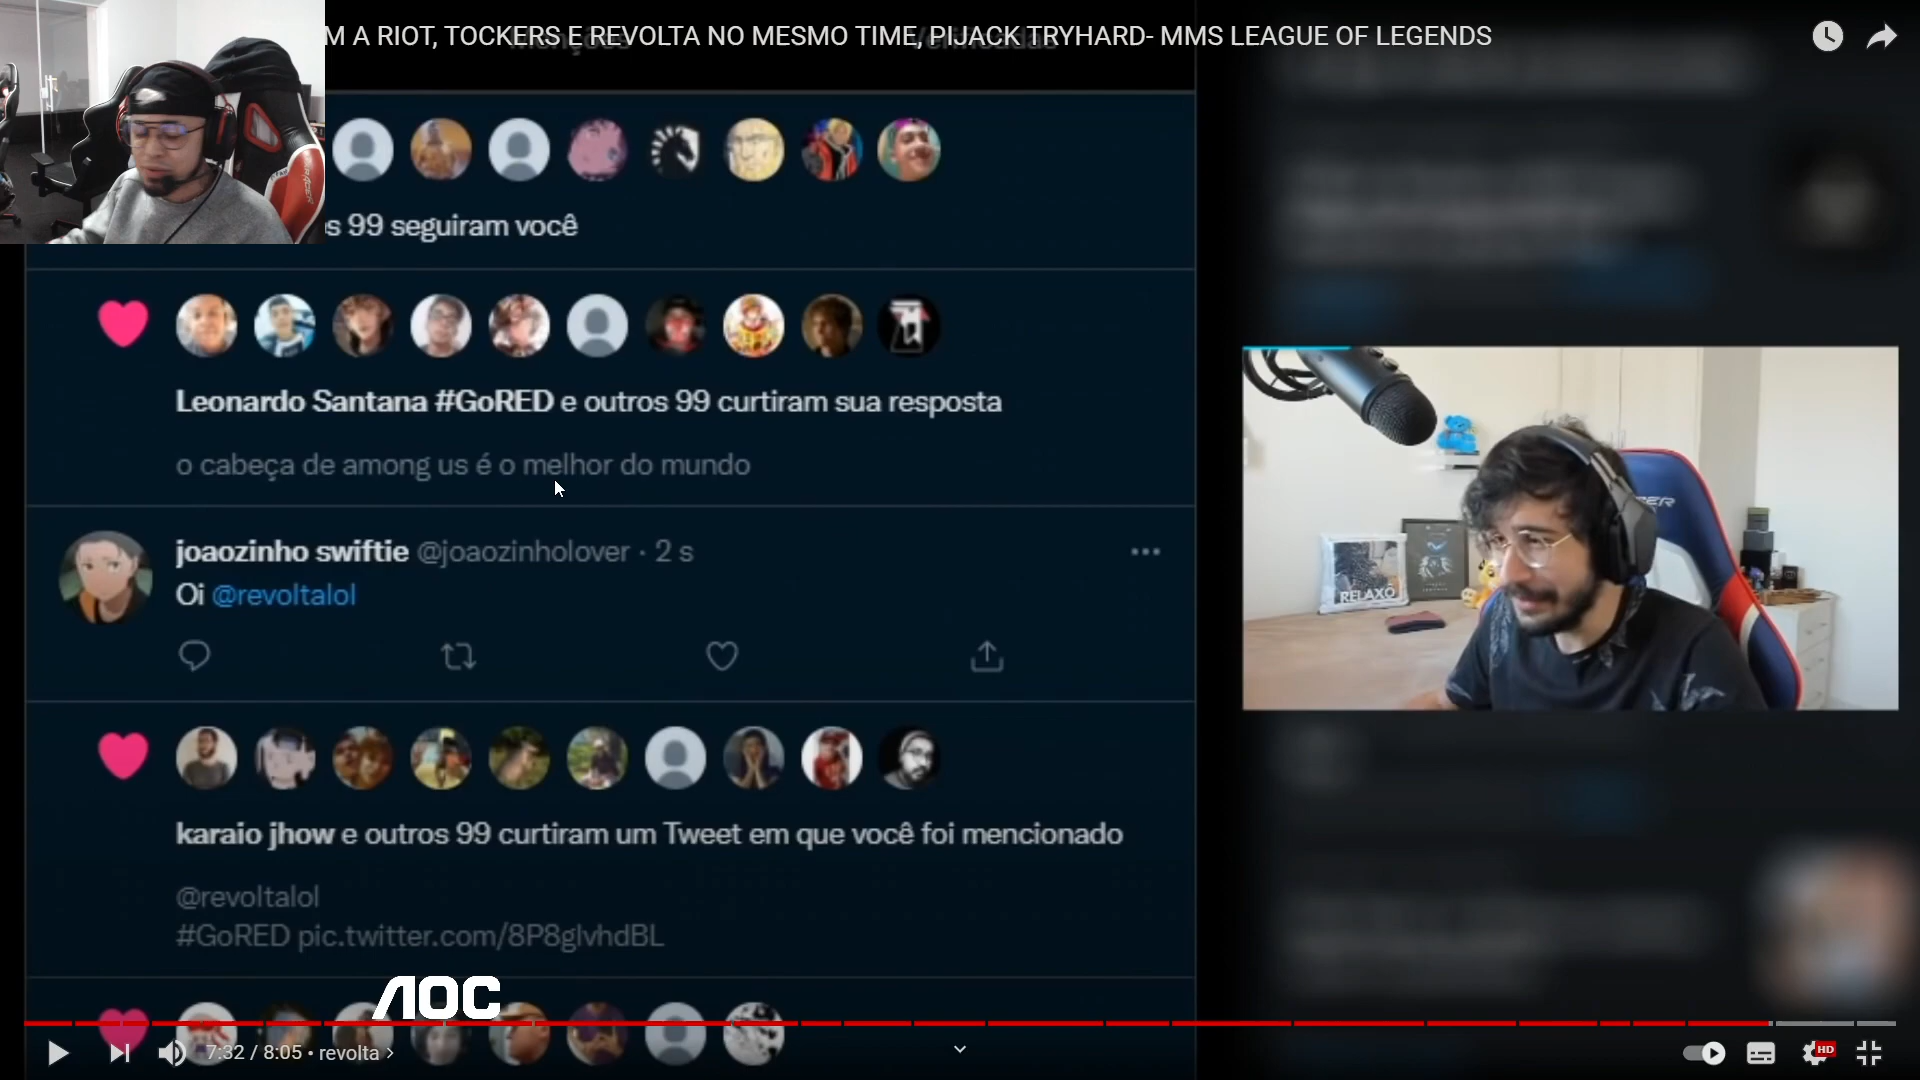 M A RIOT, TOCKERS E REVOLTA NO MESMO TIME, PIJACK TRYHARD- MMS LEAGUE OF LEGENDS
s 99 seguiram você
Leonardo Santana #GoRED e outros 99 curtiram sua resposta
o cabeça de among us é o melhor do mundo
joaozinho swiftie @joaozinholover · 2 s
Oi @revoltalol
RELAXO
karaio jhow e outros 99 curtiram um Tweet em que você foi mencionado
@revoltalol
#GoRED pic.twitter.com/8P8glvhdBL
AOC
7:32 / 8:05 • revolta >
HD